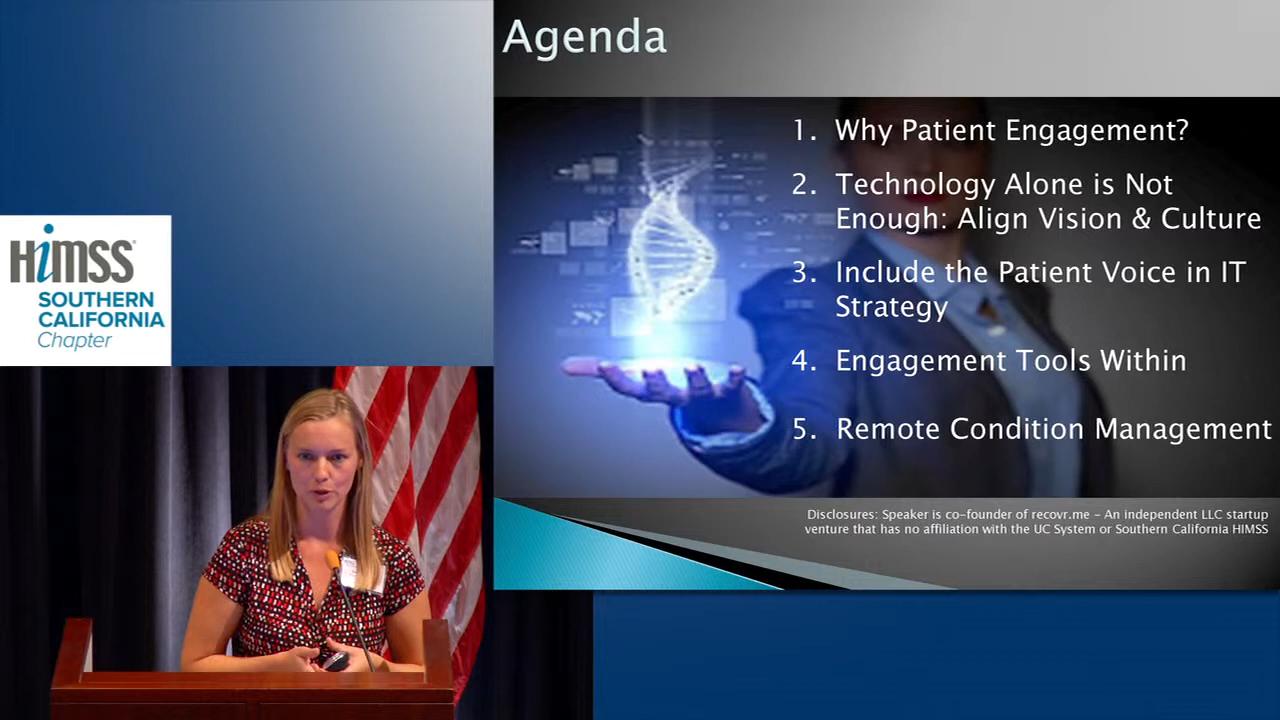 Agenda
1. Why Patient Engagement?
2. Technology Alone is Not
Enough: Align Vision & Culture
3. Include the Patient Voice in IT
Strategy
4. Engagement Tools Within
5. Remote Condition Management
Disclosures: Speaker is co-founder of recovr.me - An independent LLC startup
venture that has no affiliation with the UC System or Southern California HIMSS
HiMSS
SOUTHERN
CALIFORNIA
Chapter